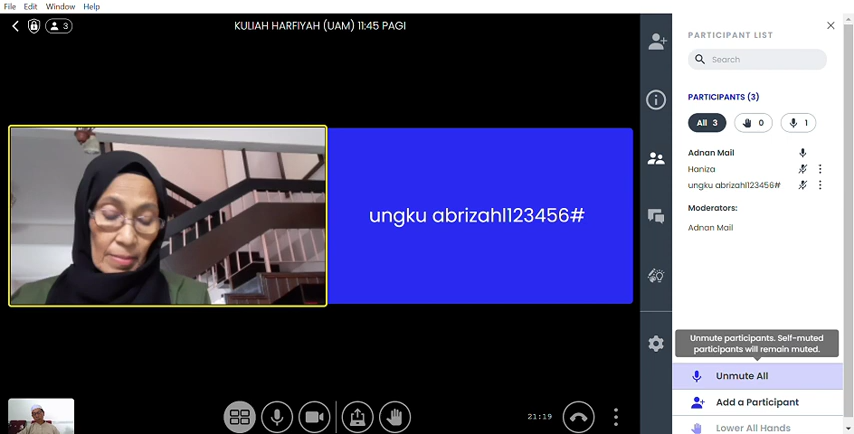 File Edit Window Help
3
KULIAH HARFIYAH (UAM) 11:45 PAGI
ungku abrizahl123456#
21:19
PARTICIPANT LIST
Search
PARTICIPANTS (3)
All 3 0 1
Adnan Mail
Haniza
ungku abrizahl123456#
Moderators:
Adnan Mail
Unmute participants. Self-muted
participants will remain muted.
Unmute All
Add a Participant
Lower All Hands